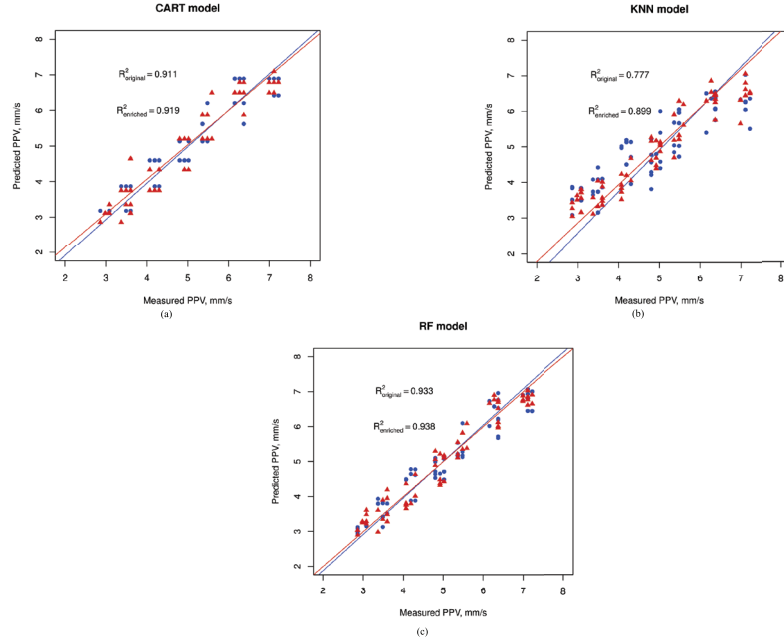 CART model
8
7
6
5
4
3
2
R²original = 0.911
R²enriched = 0.919
Predicted PPV, mm/s
2 3 4 5 6 7 8
Measured PPV, mm/s
(a)
KNN model
8
7
6
5
4
3
2
R²original = 0.777
R²enriched = 0.899
Predicted PPV, mm/s
2 3 4 5 6 7 8
Measured PPV, mm/s
(b)
RF model
8
7
6
5
4
3
2
R²original = 0.933
R²enriched = 0.938
Predicted PPV, mm/s
2 3 4 5 6 7 8
Measured PPV, mm/s
(c)